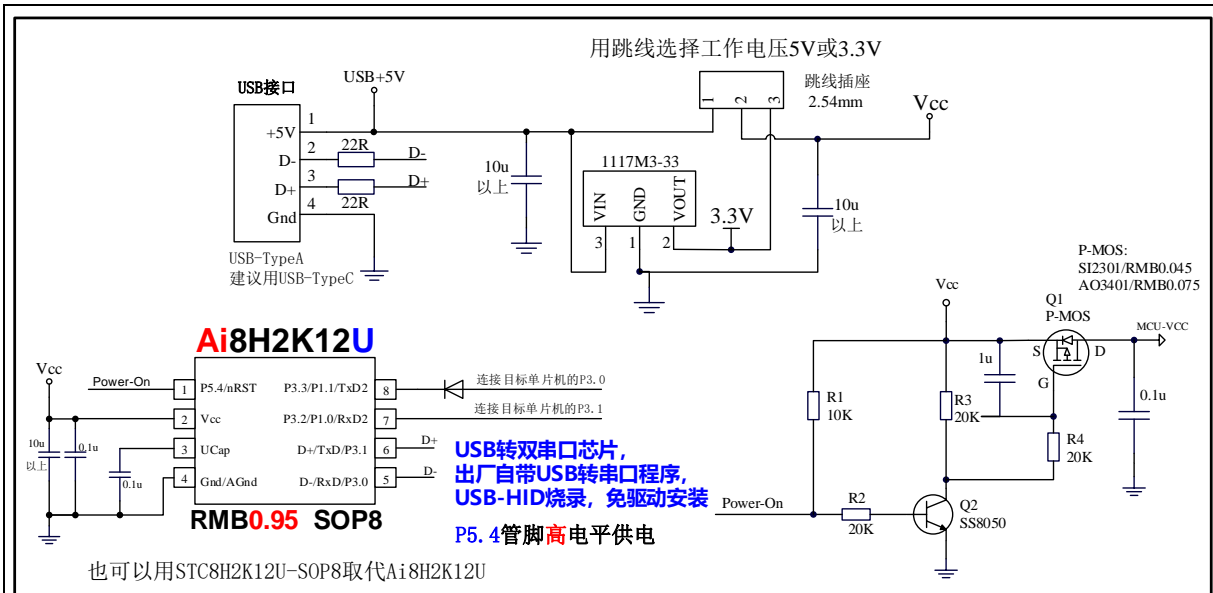 用跳线选择工作电压5V或3.3V
USB接口
USB+5V
1
2
3
跳线插座
2.54mm
Vcc
+5V
1
D-
2
22R
D-
D+
3
22R
D+
Gnd
4
10u
以上
1117M3-33
VIN
GND
VOUT
3
1
2
3.3V
10u
以上
USB-TypeA
建议用USB-TypeC
P-MOS:
SI2301/RMB0.045
AO3401/RMB0.075
Vcc
Q1
P-MOS
MCU-VCC
S
D
G
1u
0.1u
R1
10K
R3
20K
R4
20K
Power-On
R2
20K
Q2
SS8050
Ai8H2K12U
Vcc
Power-On
1
P5.4/nRST
P3.3/P1.1/TxD2
8
连接目标单片机的P3.0
2
Vcc
P3.2/P1.0/RxD2
7
连接目标单片机的P3.1
3
UCap
D+/TxD/P3.1
6
D+
4
Gnd/AGnd
D-/RxD/P3.0
5
D-
10u
以上
0.1u
0.1u
RMB0.95 SOP8
USB转双串口芯片，
出厂自带USB转串口程序，
USB-HID烧录，免驱动安装
P5.4管脚高电平供电
也可以用STC8H2K12U-SOP8取代Ai8H2K12U